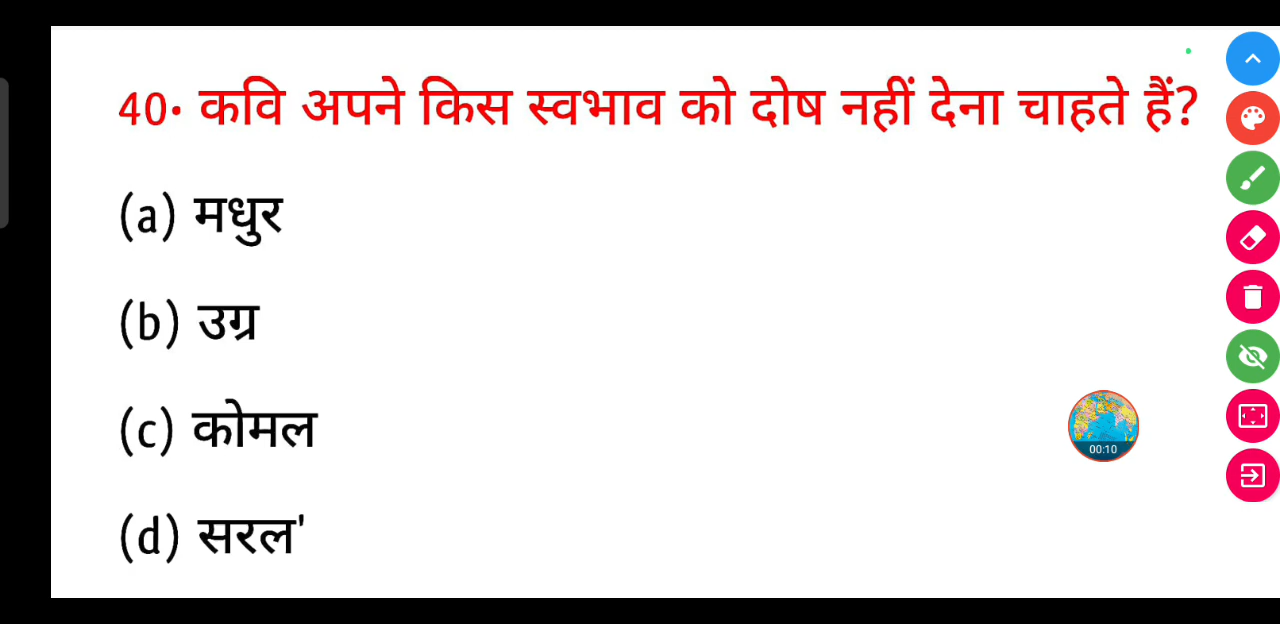 40· कवि अपने किस स्वभाव को दोष नहीं देना चाहते हैं?
(a) मधुर
(b) उग्र
(c) कोमल
00:10
(d) सरल'